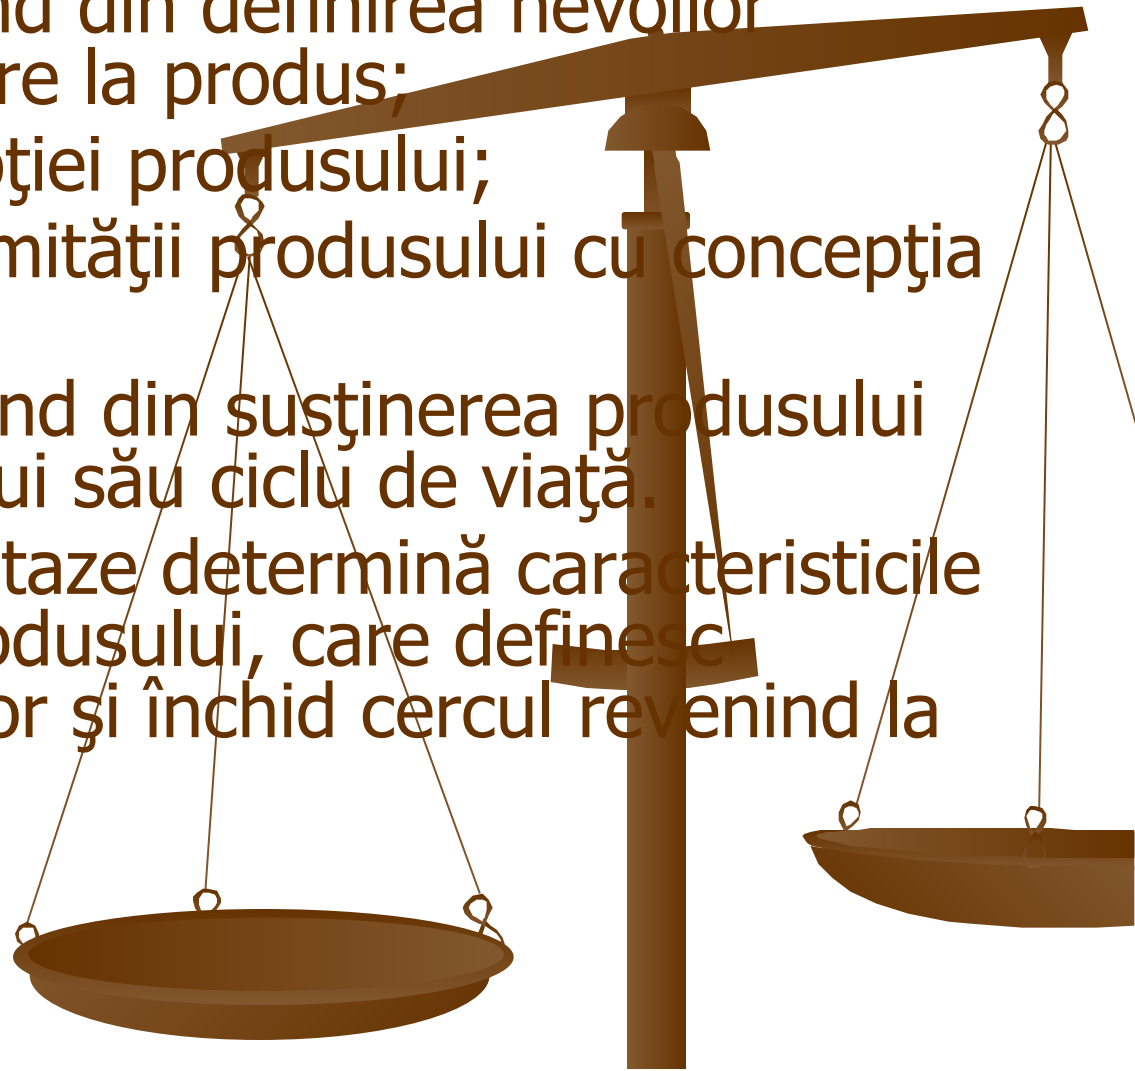 nd din definirea nevoilor
re la produs;
pţiei produsului;
mităţii produsului cu concepţia
nd din susţinerea produsului
ui său ciclu de viaţă.
taze determină caracteristicile
odusului, care definesc
or şi închid cercul revenind la